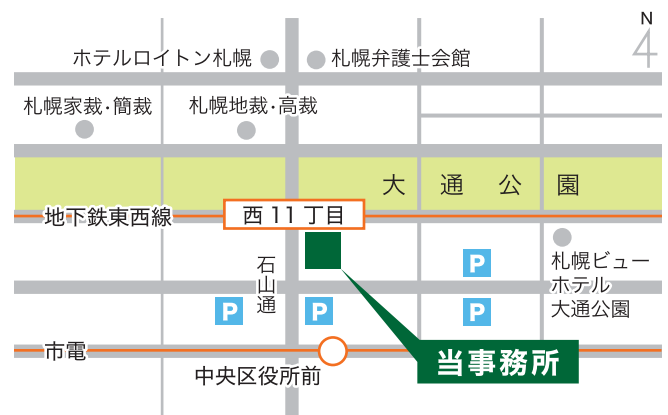 N
ホテルロイトン札幌
札幌弁護士会館
札幌家裁・簡裁
札幌地裁・高裁
大通公園
西11丁目
地下鉄東西線
石山通
P
札幌ビュー
ホテル
大通公園
P
P
P
市電
当事務所
中央区役所前